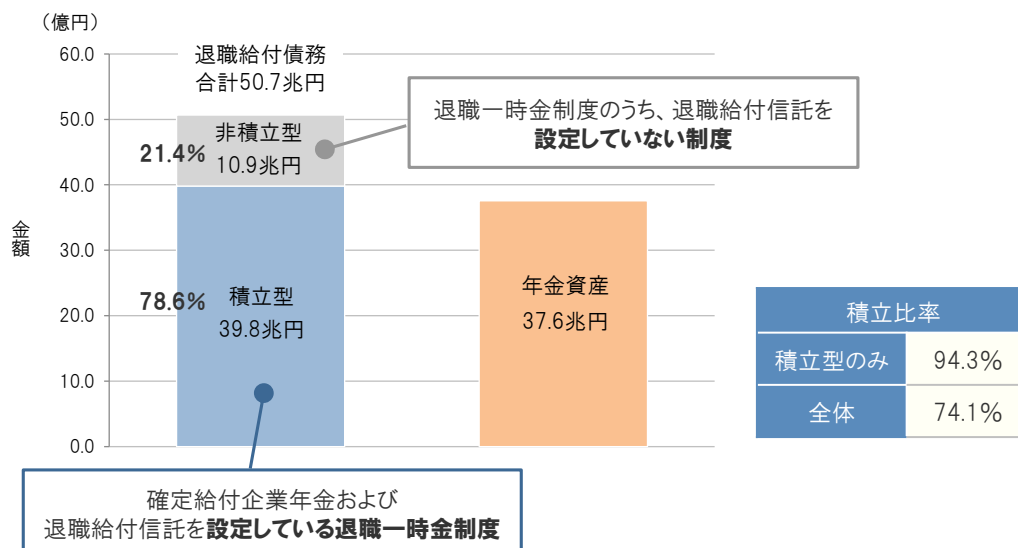 （億円）
60.0
50.0
40.0
30.0
20.0
10.0
0.0
金額
退職給付債務
合計50.7兆円
非積立型
10.9兆円
21.4%
積立型
39.8兆円
78.6%
年金資産
37.6兆円
退職一時金制度のうち、退職給付信託を
設定していない制度
確定給付企業年金および
退職給付信託を設定している退職一時金制度
積立比率
積立型のみ 94.3%
全体 74.1%